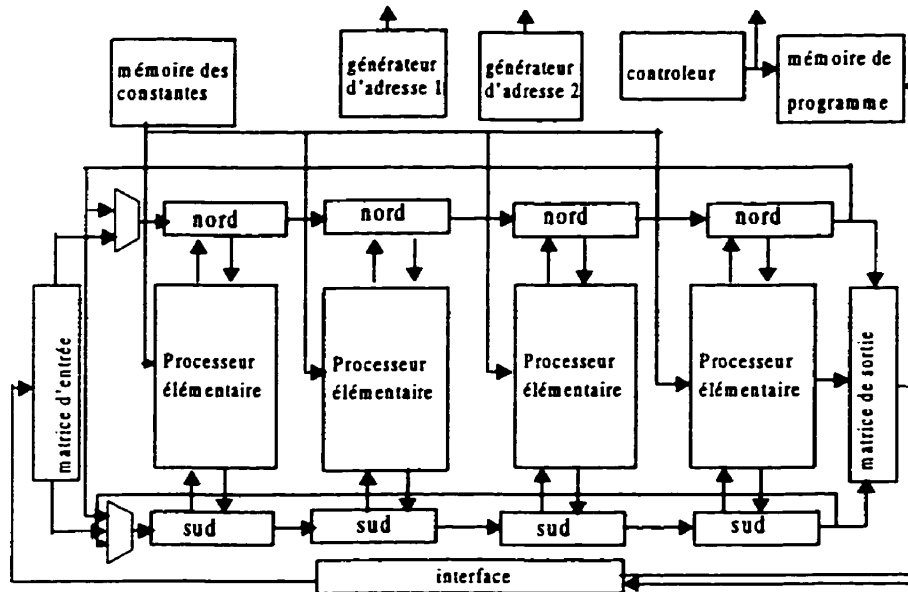 mémoire des
constantes
générateur
d'adresse 1
générateur
d'adresse 2
controleur
mémoire de
programme
nord
nord
nord
nord
matrice d'entrée
Processeur
élémentaire
Processeur
élémentaire
Processeur
élémentaire
Processeur
élémentaire
matrice de sortie
sud
sud
sud
sud
interface